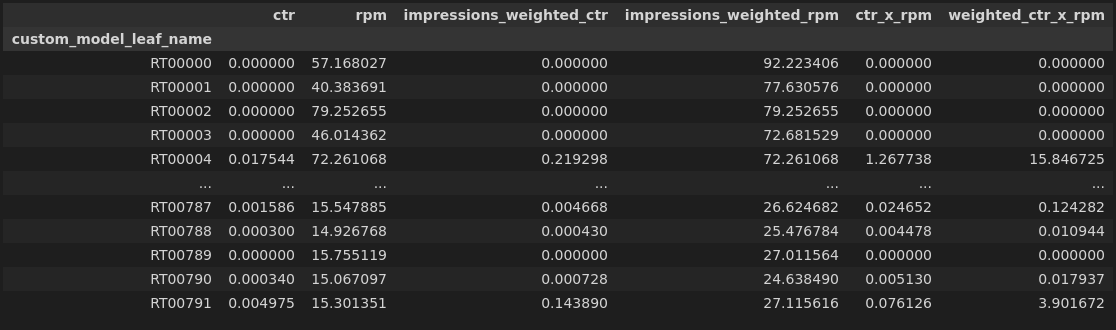 ctr rpm impressions_weighted_ctr impressions_weighted_rpm ctr_x_rpm weighted_ctr_x_rpm
custom_model_leaf_name
RT00000 0.000000 57.168027 0.000000 92.223406 0.000000 0.000000
RT00001 0.000000 40.383691 0.000000 77.630576 0.000000 0.000000
RT00002 0.000000 79.252655 0.000000 79.252655 0.000000 0.000000
RT00003 0.000000 46.014362 0.000000 72.681529 0.000000 0.000000
RT00004 0.017544 72.261068 0.219298 72.261068 1.267738 15.846725
... ... ... ... ... ... ...
RT00787 0.001586 15.547885 0.004668 26.624682 0.024652 0.124282
RT00788 0.000300 14.926768 0.000430 25.476784 0.004478 0.010944
RT00789 0.000000 15.755119 0.000000 27.011564 0.000000 0.000000
RT00790 0.000340 15.067097 0.000728 24.638490 0.005130 0.017937
RT00791 0.004975 15.301351 0.143890 27.115616 0.076126 3.901672